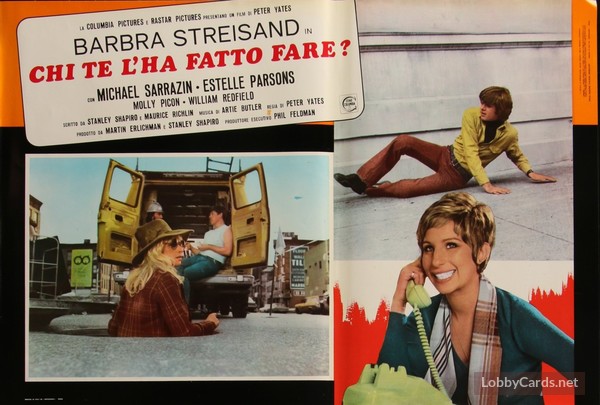 LA COLUMBIA PICTURES E RASTAR PICTURES PRESENTANO UN FILM DI PETER YATES
BARBRA STREISAND IN
CHI TE L'HA FATTO FARE?
CON MICHAEL SARRAZIN · ESTELLE PARSONS
MOLLY PICON · WILLIAM REDFIELD
SCRITTO DA STANLEY SHAPIRO E MAURICE RICHLIN MUSICA DI ARTIE BUTLER REGIA DI PETER YATES
PRODOTTO DA MARTIN ERLICHMAN E STANLEY SHAPIRO PRODUTTORE ESECUTIVO PHIL FELDMAN
LobbyCards.net